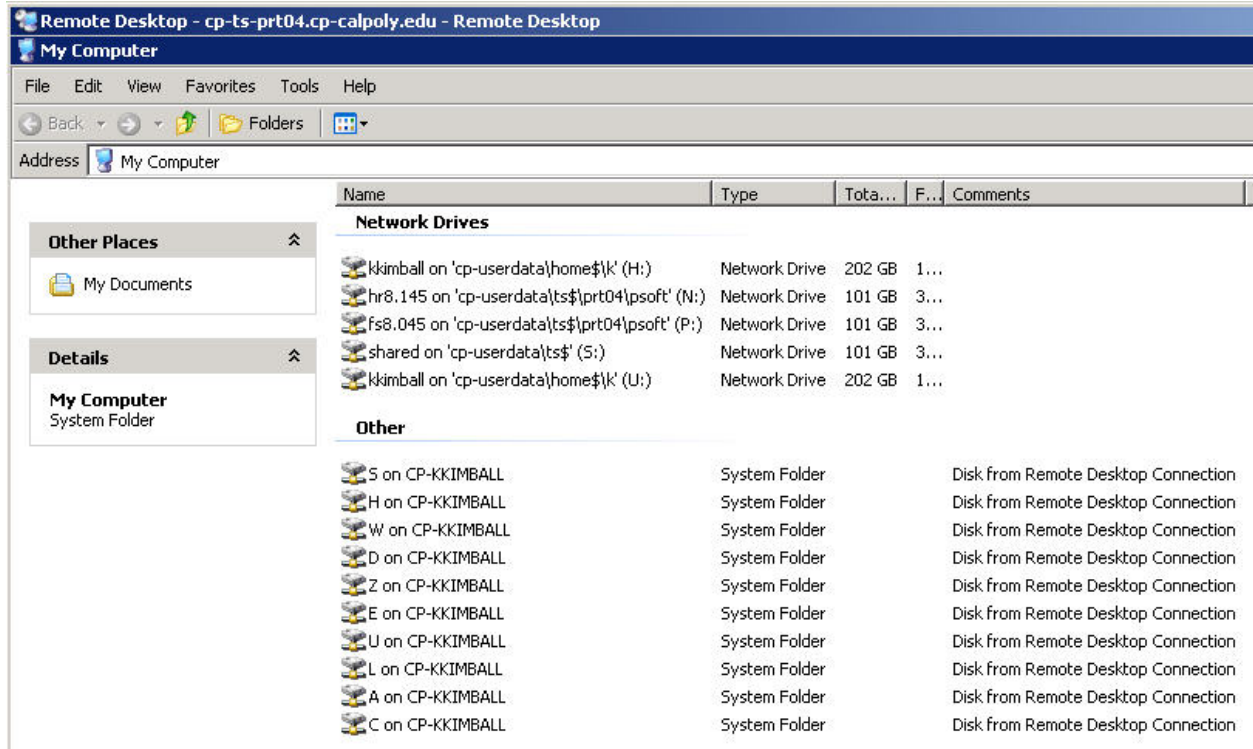 Remote Desktop - cp-ts-prt04.cp-calpoly.edu - Remote Desktop
My Computer
File Edit View Favorites Tools Help
Back Folders
Address My Computer
Other Places
My Documents
Details
My Computer
System Folder
Name Type Tota... F... Comments
Network Drives
kkimball on 'cp-userdata\home$\k' (H:) Network Drive 202 GB 1...
hr8.145 on 'cp-userdata\ts$\prt04\psoft' (N:) Network Drive 101 GB 3...
fs8.045 on 'cp-userdata\ts$\prt04\psoft' (P:) Network Drive 101 GB 3...
shared on 'cp-userdata\ts$' (S:) Network Drive 101 GB 3...
kkimball on 'cp-userdata\home$\k' (U:) Network Drive 202 GB 1...
Other
S on CP-KKIMBALL System Folder Disk from Remote Desktop Connection
H on CP-KKIMBALL System Folder Disk from Remote Desktop Connection
W on CP-KKIMBALL System Folder Disk from Remote Desktop Connection
D on CP-KKIMBALL System Folder Disk from Remote Desktop Connection
Z on CP-KKIMBALL System Folder Disk from Remote Desktop Connection
E on CP-KKIMBALL System Folder Disk from Remote Desktop Connection
U on CP-KKIMBALL System Folder Disk from Remote Desktop Connection
L on CP-KKIMBALL System Folder Disk from Remote Desktop Connection
A on CP-KKIMBALL System Folder Disk from Remote Desktop Connection
C on CP-KKIMBALL System Folder Disk from Remote Desktop Connection